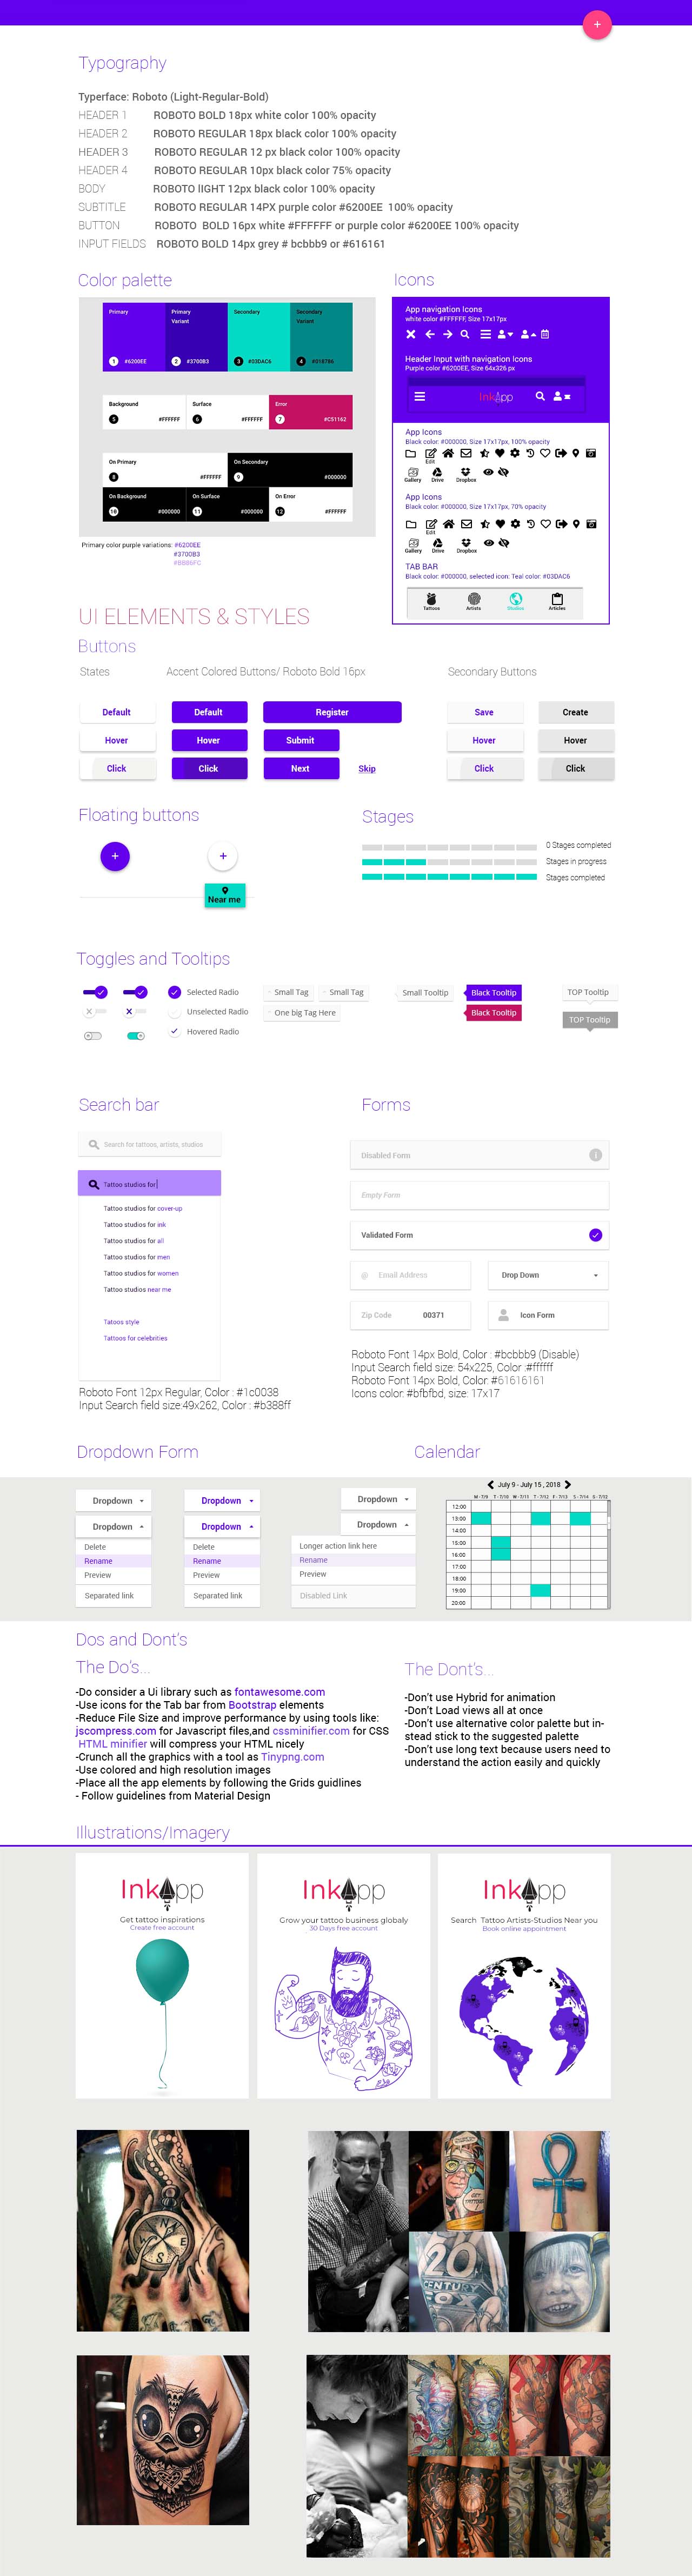 +
Typography
Typerface: Roboto (Light-Regular-Bold)
HEADER 1 ROBOTO BOLD 18px white color 100% opacity
HEADER 2 ROBOTO REGULAR 18px black color 100% opacity
HEADER 3 ROBOTO REGULAR 12 px black color 100% opacity
HEADER 4 ROBOTO REGULAR 10px black color 75% opacity
BODY ROBOTO lIGHT 12px black color 100% opacity
SUBTITLE ROBOTO REGULAR 14PX purple color #6200EE 100% opacity
BUTTON ROBOTO BOLD 16px white #FFFFFF or purple color #6200EE 100% opacity
INPUT FIELDS ROBOTO BOLD 14px grey # bcbbb9 or #616161
Color palette
Primary
Primary Variant
Secondary
Secondary Variant
1 #6200EE
2 #3700B3
3 #03DAC6
4 #018786
Background
Surface
Error
5 #FFFFFF
6 #FFFFFF
7 #C51162
On Primary
On Secondary
8 #FFFFFF
9 #000000
On Background
On Surface
On Error
10 #000000
11 #000000
12 #FFFFFF
Primary color purple variations: #6200EE
#3700B3
#BB86FC
Icons
App navigation Icons
white color #FFFFFF, Size 17x17px
Header Input with navigation Icons
Purple color #6200EE, Size 64x326 px
InkApp
App Icons
Black color: #000000, Size 17x17px, 100% opacity
Edit
Gallery Drive Dropbox
App Icons
Black color: #000000, Size 17x17px, 70% opacity
Edit
Gallery Drive Dropbox
TAB BAR
Black color: #000000, selected icon: Teal color: #03DAC6
Tattoos Artists Studios Articles
UI ELEMENTS & STYLES
Buttons
States Accent Colored Buttons/ Roboto Bold 16px Secondary Buttons
Default Default Register Save Create
Hover Hover Submit Hover Hover
Click Click Next Skip Click Click
Floating buttons
+ +
Near me
Stages
0 Stages completed
Stages in progress
Stages completed
Toggles and Tooltips
Selected Radio
Unselected Radio
Hovered Radio
Small Tag Small Tag
One big Tag Here
Small Tooltip
Black Tooltip
Black Tooltip
TOP Tooltip
TOP Tooltip
Search bar
Search for tattoos, artists, studios
Tattoo studios for
Tattoo studios for cover-up
Tattoo studios for ink
Tattoo studios for all
Tattoo studios for men
Tattoo studios for women
Tattoo studios near me
Tatoos style
Tattoos for celebrities
Roboto Font 12px Regular, Color : #1c0038
Input Search field size:49x262, Color : #b388ff
Forms
Disabled Form
Empty Form
Validated Form
@ Email Address
Drop Down
Zip Code 00371
Icon Form
Roboto Font 14px Bold, Color : #bcbbb9 (Disable)
Input Search field size: 54x225, Color :#ffffff
Roboto Font 14px Bold, Color: #61616161
Icons color: #bfbfbd, size: 17x17
Dropdown Form
Dropdown
Dropdown
Delete
Rename
Preview
Separated link
Dropdown
Dropdown
Delete
Rename
Preview
Separated link
Dropdown
Dropdown
Longer action link here
Rename
Preview
Disabled Link
Calendar
July 9 - July 15 , 2018
M - 7/9 T - 7/10 W - 7/11 T - 7/12 F - 7/13 S - 7/14
12:00
13:00
14:00
15:00
16:00
17:00
18:00
19:00
20:00
Dos and Dont's
The Do's...
-Do consider a Ui library such as fontawesome.com
-Use icons for the Tab bar from Bootstrap elements
-Reduce File Size and improve performance by using tools like:
jscompress.com for Javascript files,and cssminifier.com for CSS
HTML minifier will compress your HTML nicely
-Crunch all the graphics with a tool as Tinypng.com
-Use colored and high resolution images
-Place all the app elements by following the Grids guidlines
- Follow guidelines from Material Design
The Dont's...
-Don't use Hybrid for animation
-Don't Load views all at once
-Don't use alternative color palette but in-
stead stick to the suggested palette
-Don't use long text because users need to
understand the action easily and quickly
Illustrations/Imagery
InkApp
Get tattoo inspirations
Create free account
InkApp
Grow your tattoo business globaly
30 Days free account
InkApp
Search Tattoo Artists-Studios Near you
Book online appointment
N
E
S
20
CENTURY
FOX